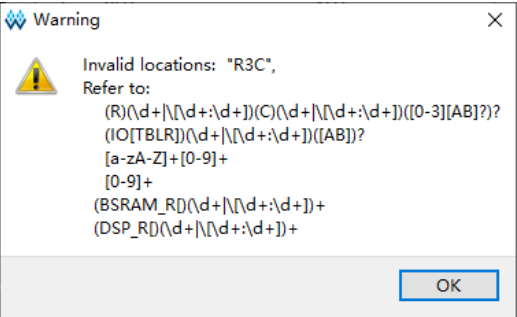 Warning
Invalid locations: "R3C",
Refer to:
(R)(\d+|\[\d+:\d+])(C)(\d+|\[\d+:\d+])([0-3][AB]?)?
(IO[TBLR])(\d+|\[\d+:\d+])([AB])?
[a-zA-Z]+[0-9]+
[0-9]+
(BSRAM_R[)(\d+|\[\d+:\d+])+
(DSP_R[)(\d+|\[\d+:\d+])+
OK